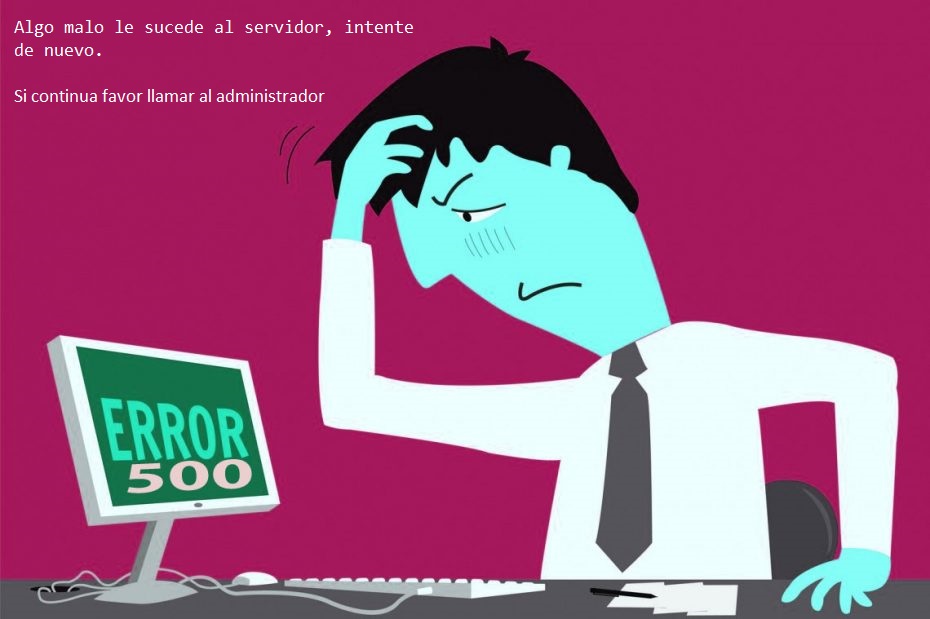 Algo malo le sucede al servidor, intente
de nuevo.
Si continua favor llamar al administrador
ERROR
500